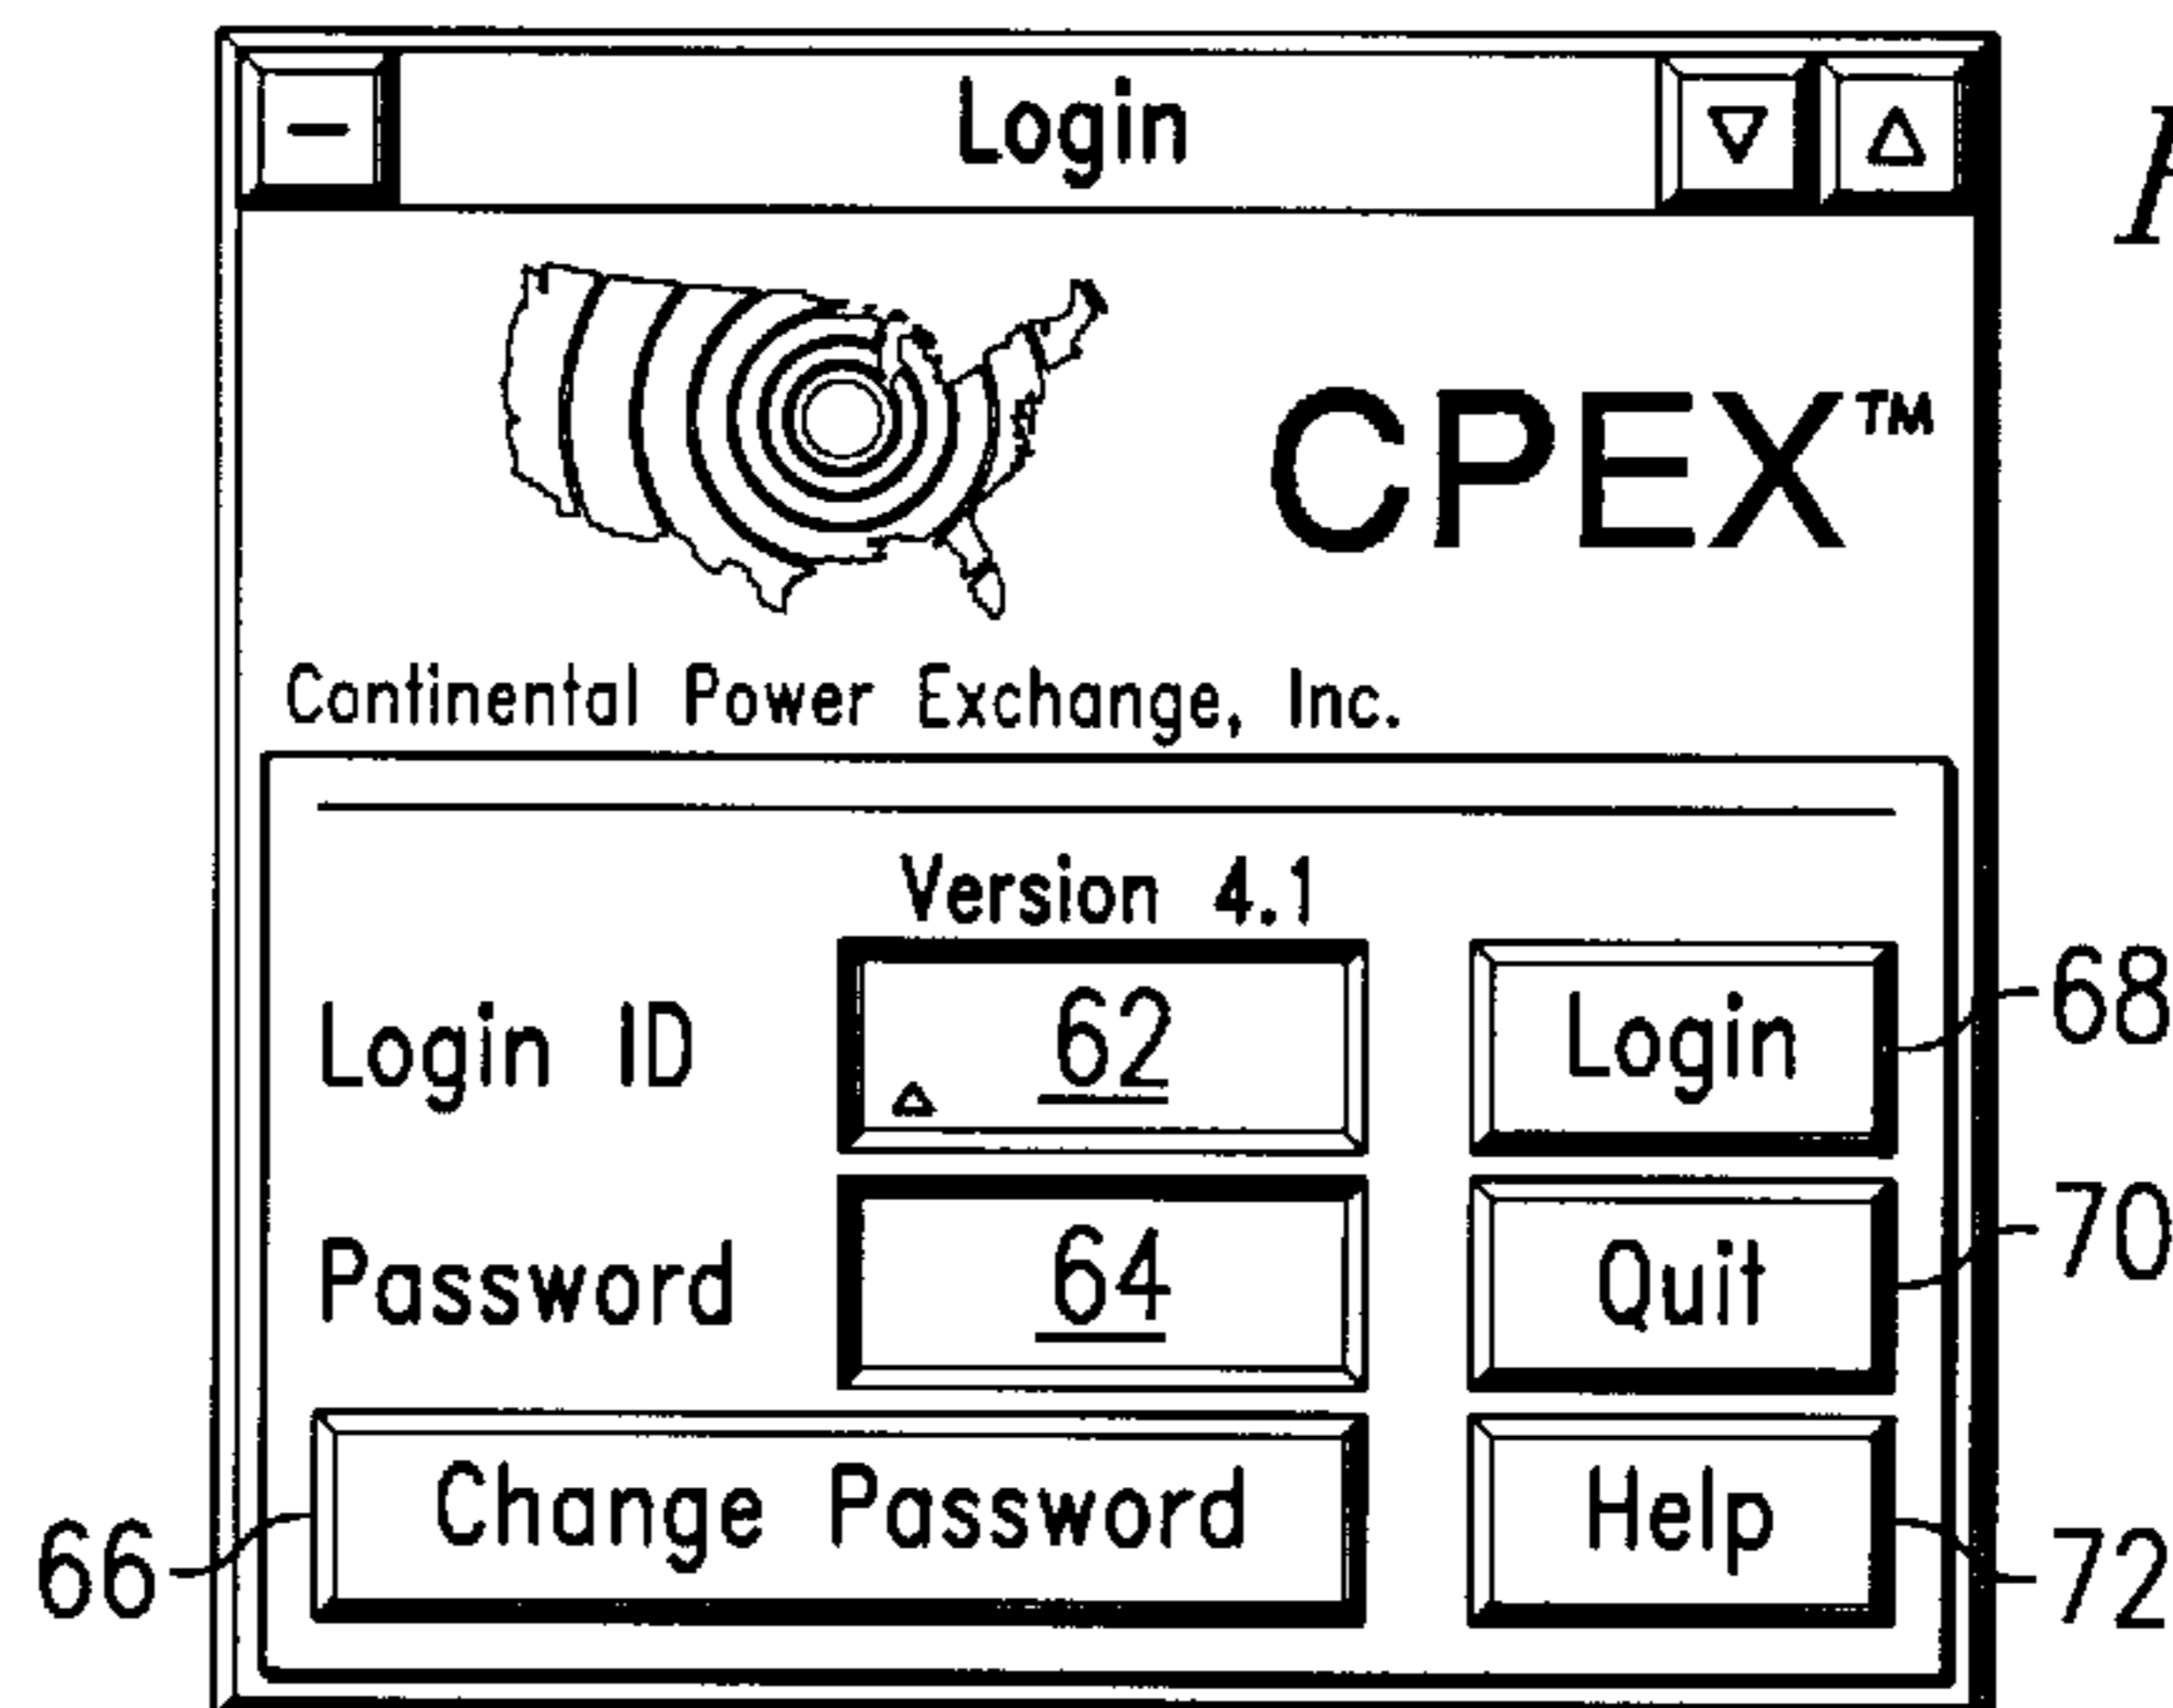 Login
CPEX™
Continental Power Exchange, Inc.
Version 4.1
Login ID 62 Login 68
Password 64 Quit 70
66 Change Password Help 72